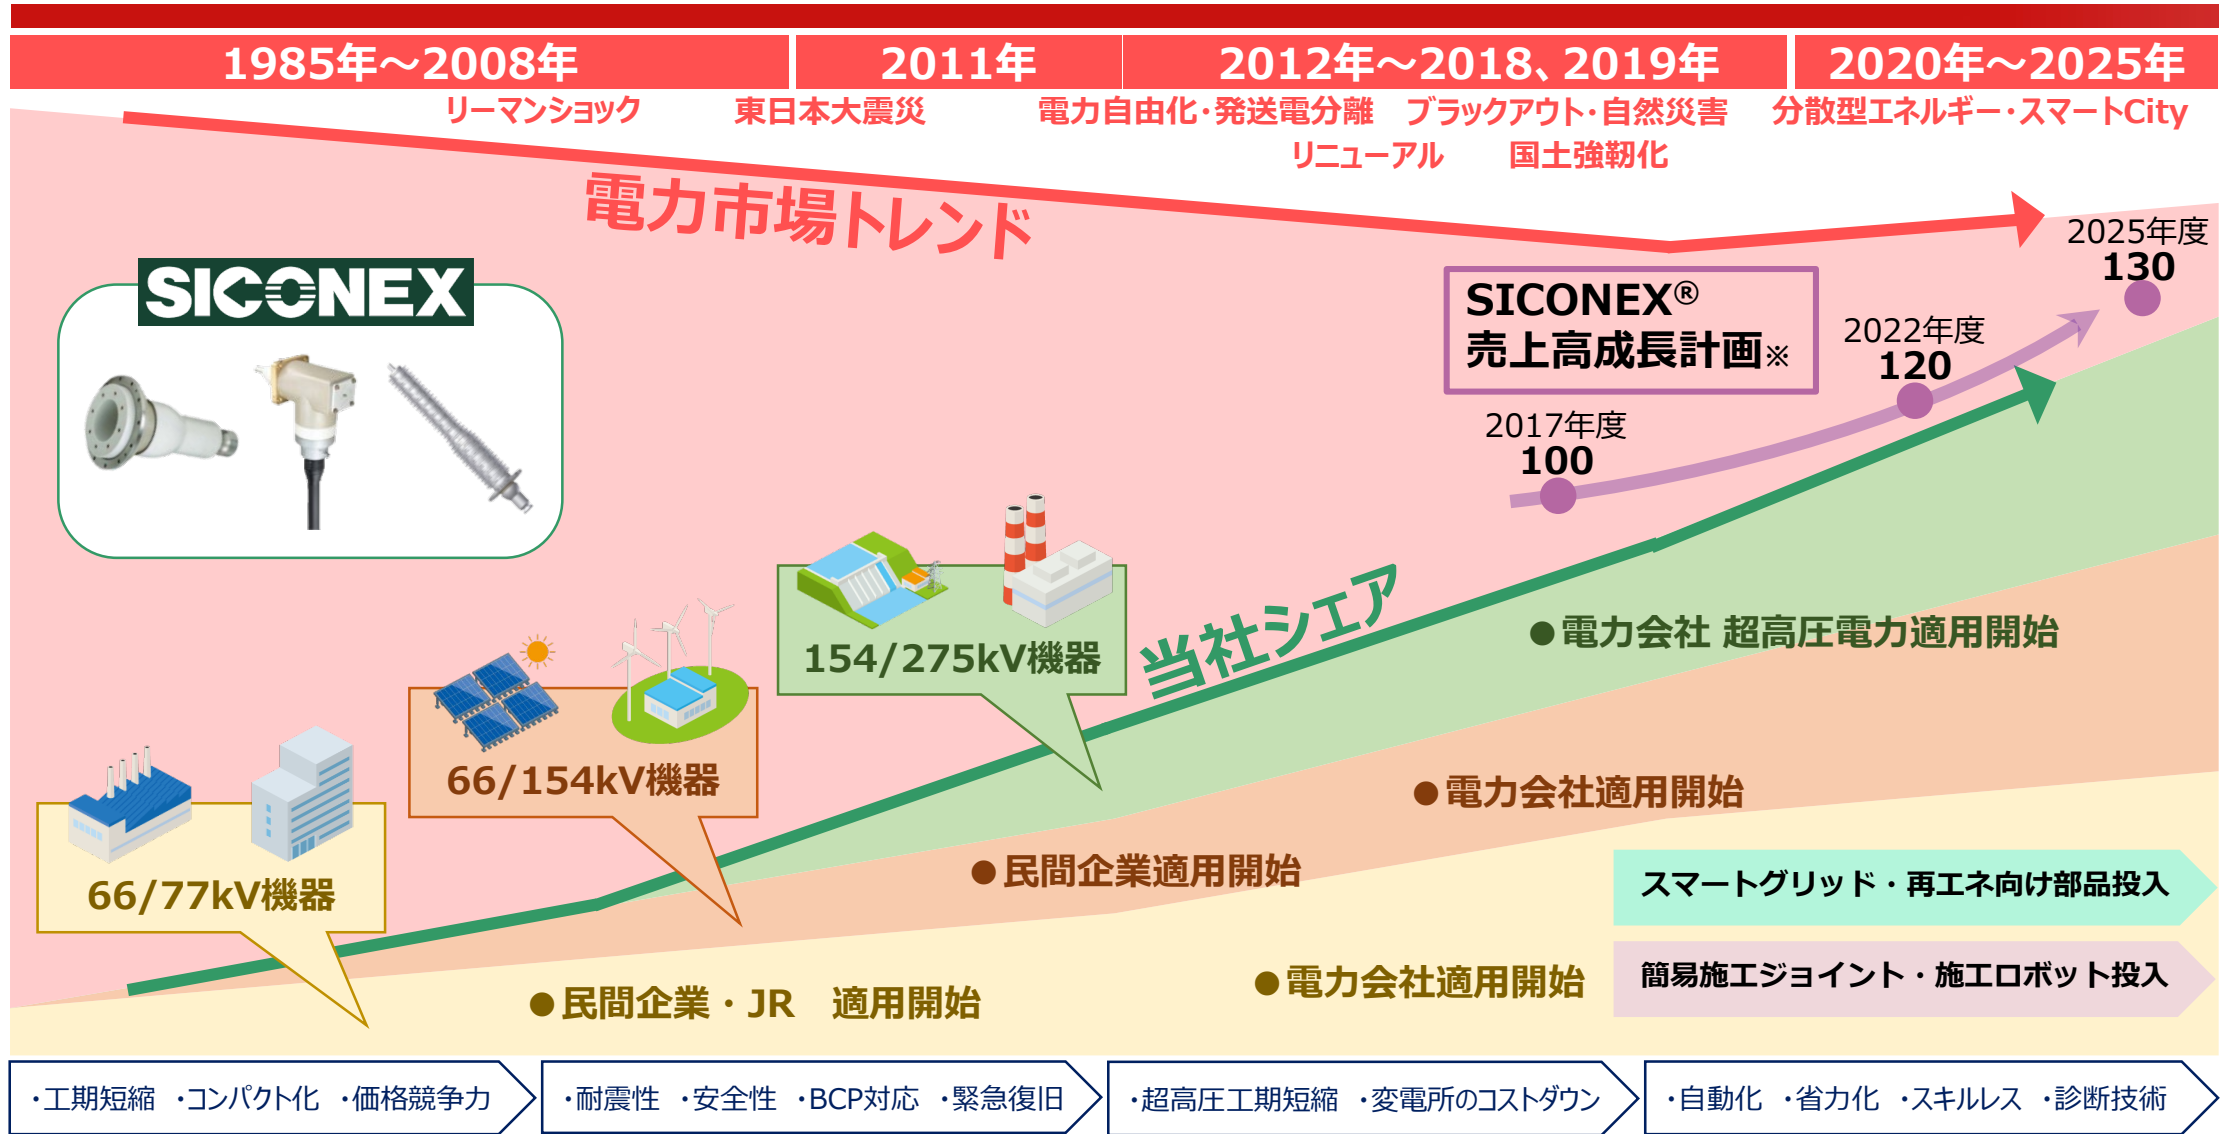 1985年～2008年
2011年
2012年～2018、2019年
2020年～2025年
リーマンショック
東日本大震災
電力自由化・発送電分離
ブラックアウト・自然災害
分散型エネルギー・スマートCity
リニューアル
国土強靭化
電力市場トレンド
SICONEX
SICONEX®
売上高成長計画※
2025年度
130
2022年度
120
2017年度
100
当社シェア
154/275kV機器
66/154kV機器
66/77kV機器
●電力会社 超高圧電力適用開始
●電力会社適用開始
●民間企業適用開始
●電力会社適用開始
●民間企業・JR　適用開始
スマートグリッド・再エネ向け部品投入
簡易施工ジョイント・施工ロボット投入
・工期短縮 ・コンパクト化 ・価格競争力
・耐震性 ・安全性 ・BCP対応 ・緊急復旧
・超高圧工期短縮 ・変電所のコストダウン
・自動化 ・省力化 ・スキルレス ・診断技術